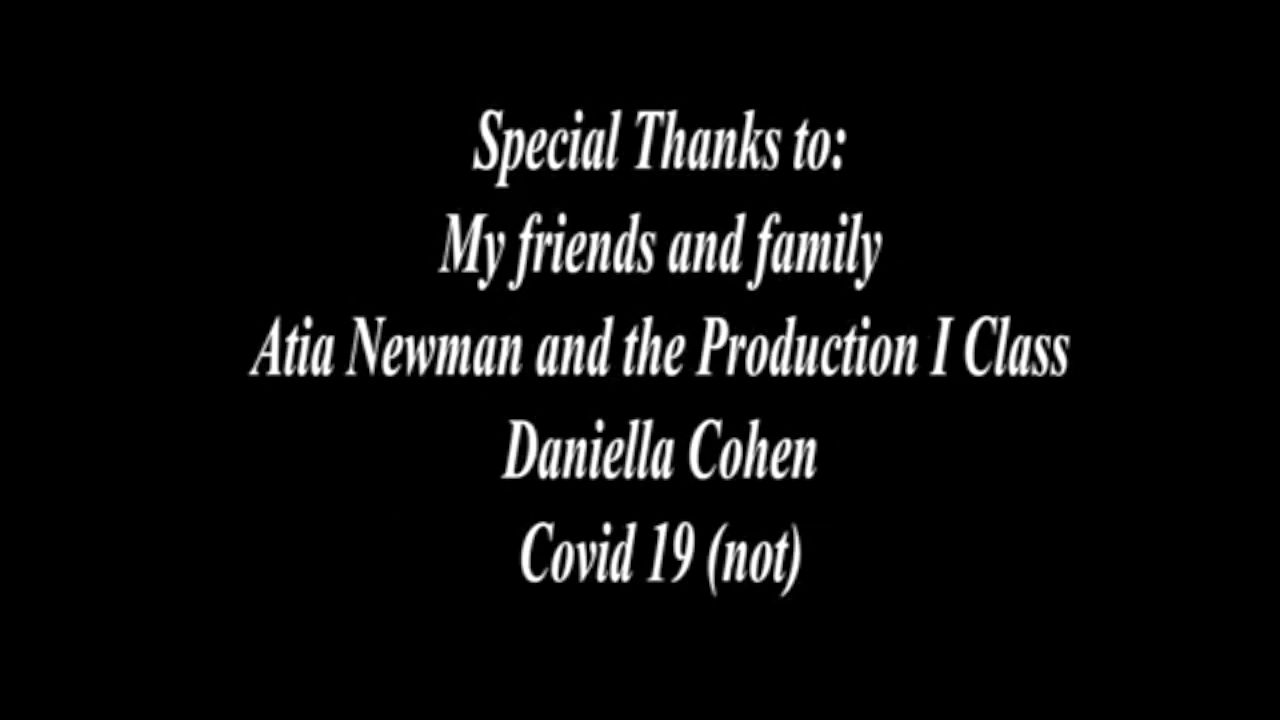 Special Thanks to:
My friends and family
Atia Newman and the Production I Class
Daniella Cohen
Covid 19 (not)